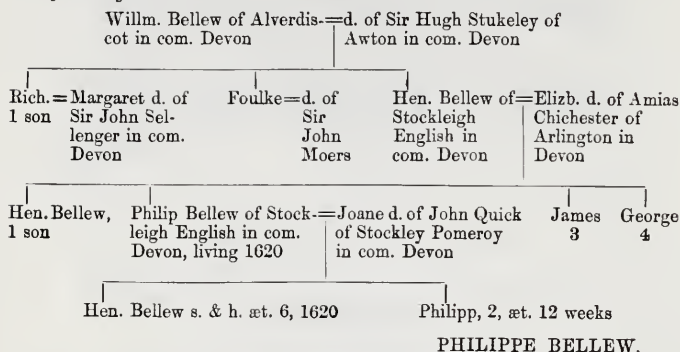 Willm. Bellew of Alverdis-=d. of Sir Hugh Stukeley of
cot in com. Devon Awton in com. Devon
Rich.=Margaret d. of Foulke=d. of Hen. Bellew of=Elizb. d. of Amias
1 son Sir John Sel- Sir Stockleigh Chichester of
lenger in com. John English in Arlington in
Devon Moers com. Devon Devon
Hen. Bellew, Philip Bellew of Stock-=Joane d. of John Quick James George
1 son leigh English in com. of Stockley Pomeroy 3 4
Devon, living 1620 in com. Devon
Hen. Bellew s. & h. æt. 6, 1620 Philipp, 2, æt. 12 weeks
PHILIPPE BELLEW.